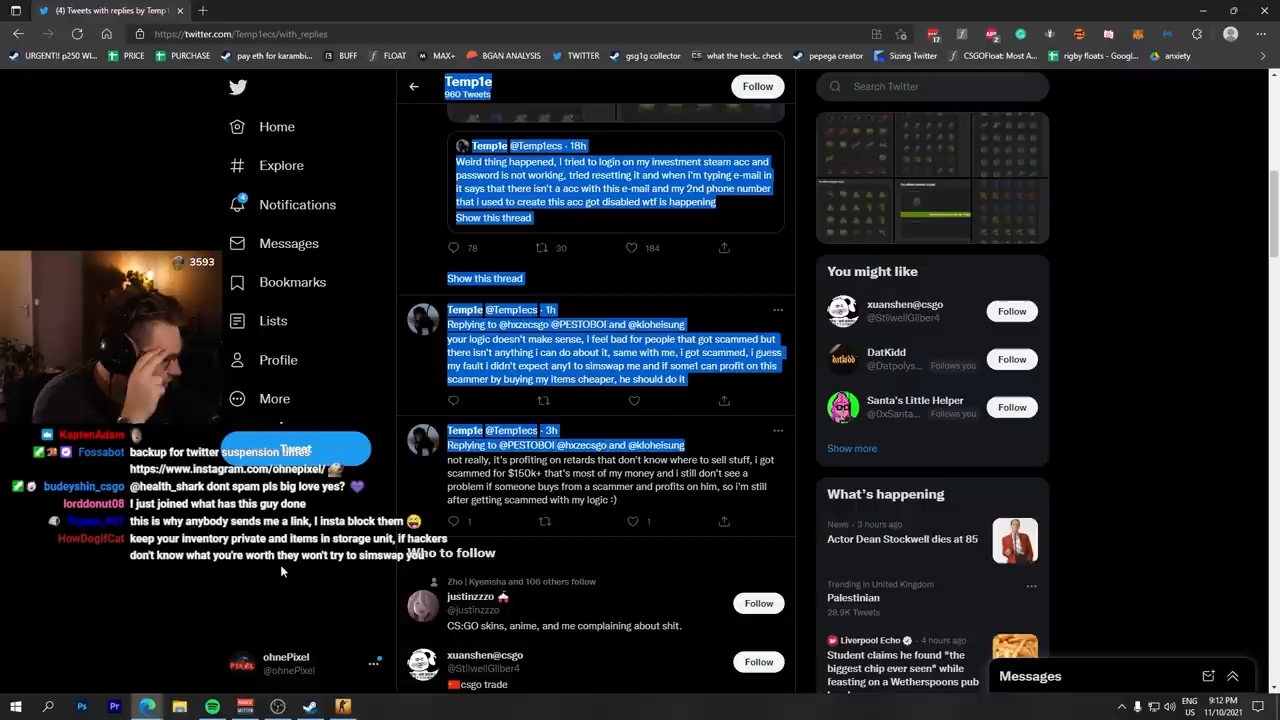 (4) Tweets with replies by Temp1
https://twitter.com/Temp1ecs/with_replies
URGENT!! p250 WI
PRICE
PURCHASE
pay eth for karambi...
BUFF
FLOAT
MAX+
BGAN ANALYSIS
TWITTER
gsg1g collector
what the heck.. check
pepega creator
Sizing Twitter
CSGOFloat: Most A...
rigby floats - Googl...
anxiety
Home
Explore
4
Notifications
Messages
Bookmarks
Lists
Profile
More
Tweet
3593
KaptenAdam
Fossabot backup for twitter suspension times
https://www.instagram.com/ohnepixel/
budeyshin_csgo @health_shark dont spam pls big love yes?
lorddonut08 I just joined what has this guy done
this is why anybody sends me a link, I insta block them
HowDogifCat keep your inventory private and items in storage unit, if hackers
don't know what you're worth they won't try to simswap you
ohnePixel
@ohnePixel
Temp1e
960 Tweets
Follow
Temp1e @Temp1ecs · 18h
Weird thing happened, I tried to login on my investment steam acc and
password is not working, tried resetting it and when i'm typing e-mail in
it says that there isn't a acc with this e-mail and my 2nd phone number
that i used to create this acc got disabled wtf is happening
Show this thread
78
30
184
Show this thread
Temp1e @Temp1ecs · 1h
Replying to @hxzecsgo @PESTOBOI and @kloheisung
your logic doesn't make sense, i feel bad for people that got scammed but
there isn't anything i can do about it, same with me, i got scammed, i guess
my fault i didn't expect any1 to simswap me and if some1 can profit on this
scammer by buying my items cheaper, he should do it
Temp1e @Temp1ecs · 3h
Replying to @PESTOBOI @hxzecsgo and @kloheisung
not really, it's profiting on retards that don't know where to sell stuff, i got
scammed for $150k+ that's most of my money and i still don't see a
problem if someone buys from a scammer and profits on him, so i'm still
after getting scammed with my logic :)
1
1
Who to follow
Zho | Kyemsha and 106 others follow
justinzzzo
@justinzzzo
Follow
CS:GO skins, anime, and me complaining about shit.
xuanshen@csgo
@StilwellGilber4
Follow
csgo trade
Search Twitter
You might like
xuanshen@csgo
@StilwellGilber4
Follow
DatKidd
@Datpolys... Follows you
Follow
Santa's Little Helper
@0xSanta... Follows you
Follow
Show more
What's happening
News · 3 hours ago
Actor Dean Stockwell dies at 85
Trending in United Kingdom
Palestinian
28.9K Tweets
Liverpool Echo · 4 hours ago
Student claims he found "the
biggest chip ever seen" while
feasting on a Wetherspoons pub
Messages
ENG
US
9:12 PM
11/10/2021